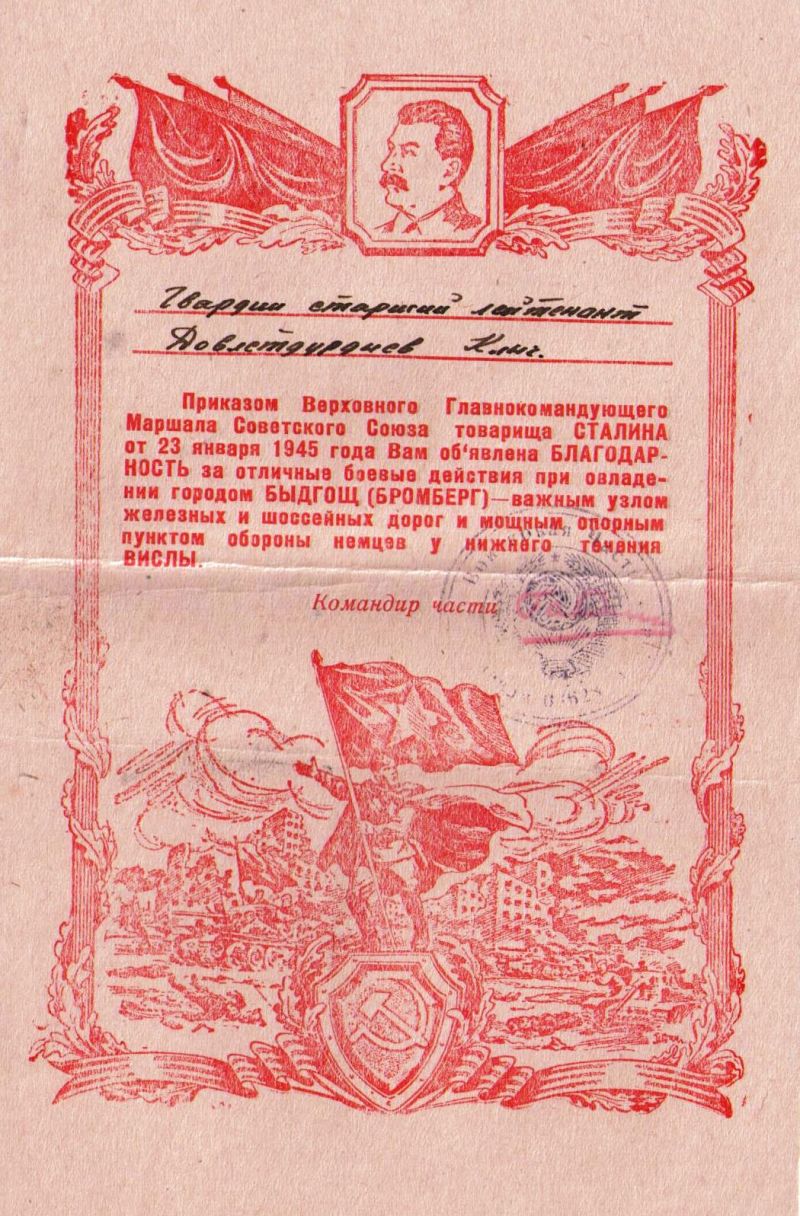 Гвардии старший лейтенант
Довлетдурдиев Клыч.
Приказом Верховного Главнокомандующего
Маршала Советского Союза товарища СТАЛИНА
от 23 января 1945 года Вам об'явлена БЛАГОДАР-
НОСТЬ за отличные боевые действия при овладе-
нии городом БЫДГОЩ (БРОМБЕРГ)—важным узлом
железных и шоссейных дорог и мощным опорным
пунктом обороны немцев у нижнего течения
ВИСЛЫ.
Командир части